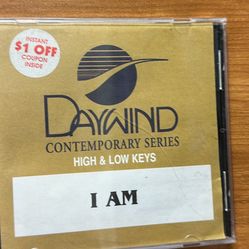 INSTANT
$1 OFF
COUPON
INSIDE
DAYWIND
CONTEMPORARY SERIES
HIGH & LOW KEYS
I AM